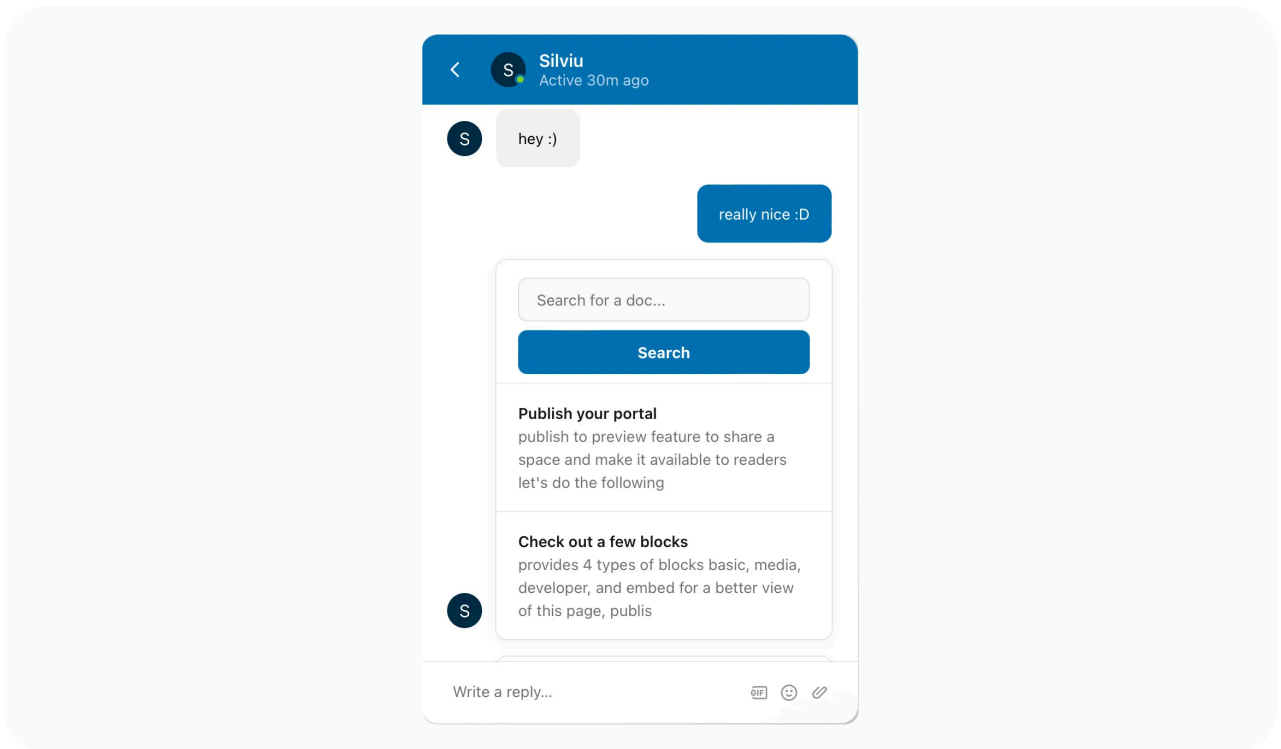 S
Silviu
Active 30m ago
S
hey :)
really nice :D
Search for a doc...
Search
Publish your portal
publish to preview feature to share a
space and make it available to readers
let's do the following
Check out a few blocks
provides 4 types of blocks basic, media,
developer, and embed for a better view
of this page, publis
S
Write a reply...
GIF